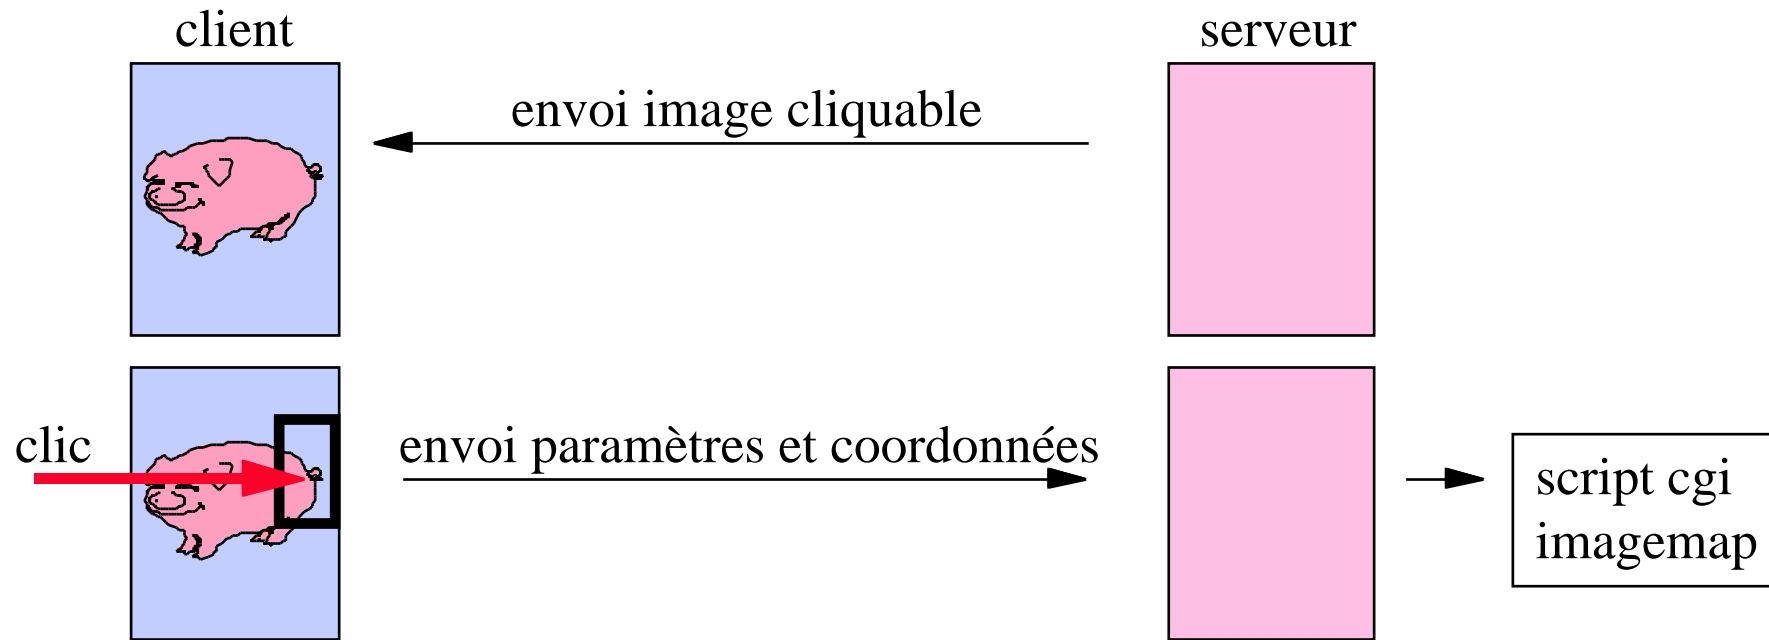 client
serveur
envoi image cliquable
clic
envoi paramètres et coordonnées
script cgi
imagemap